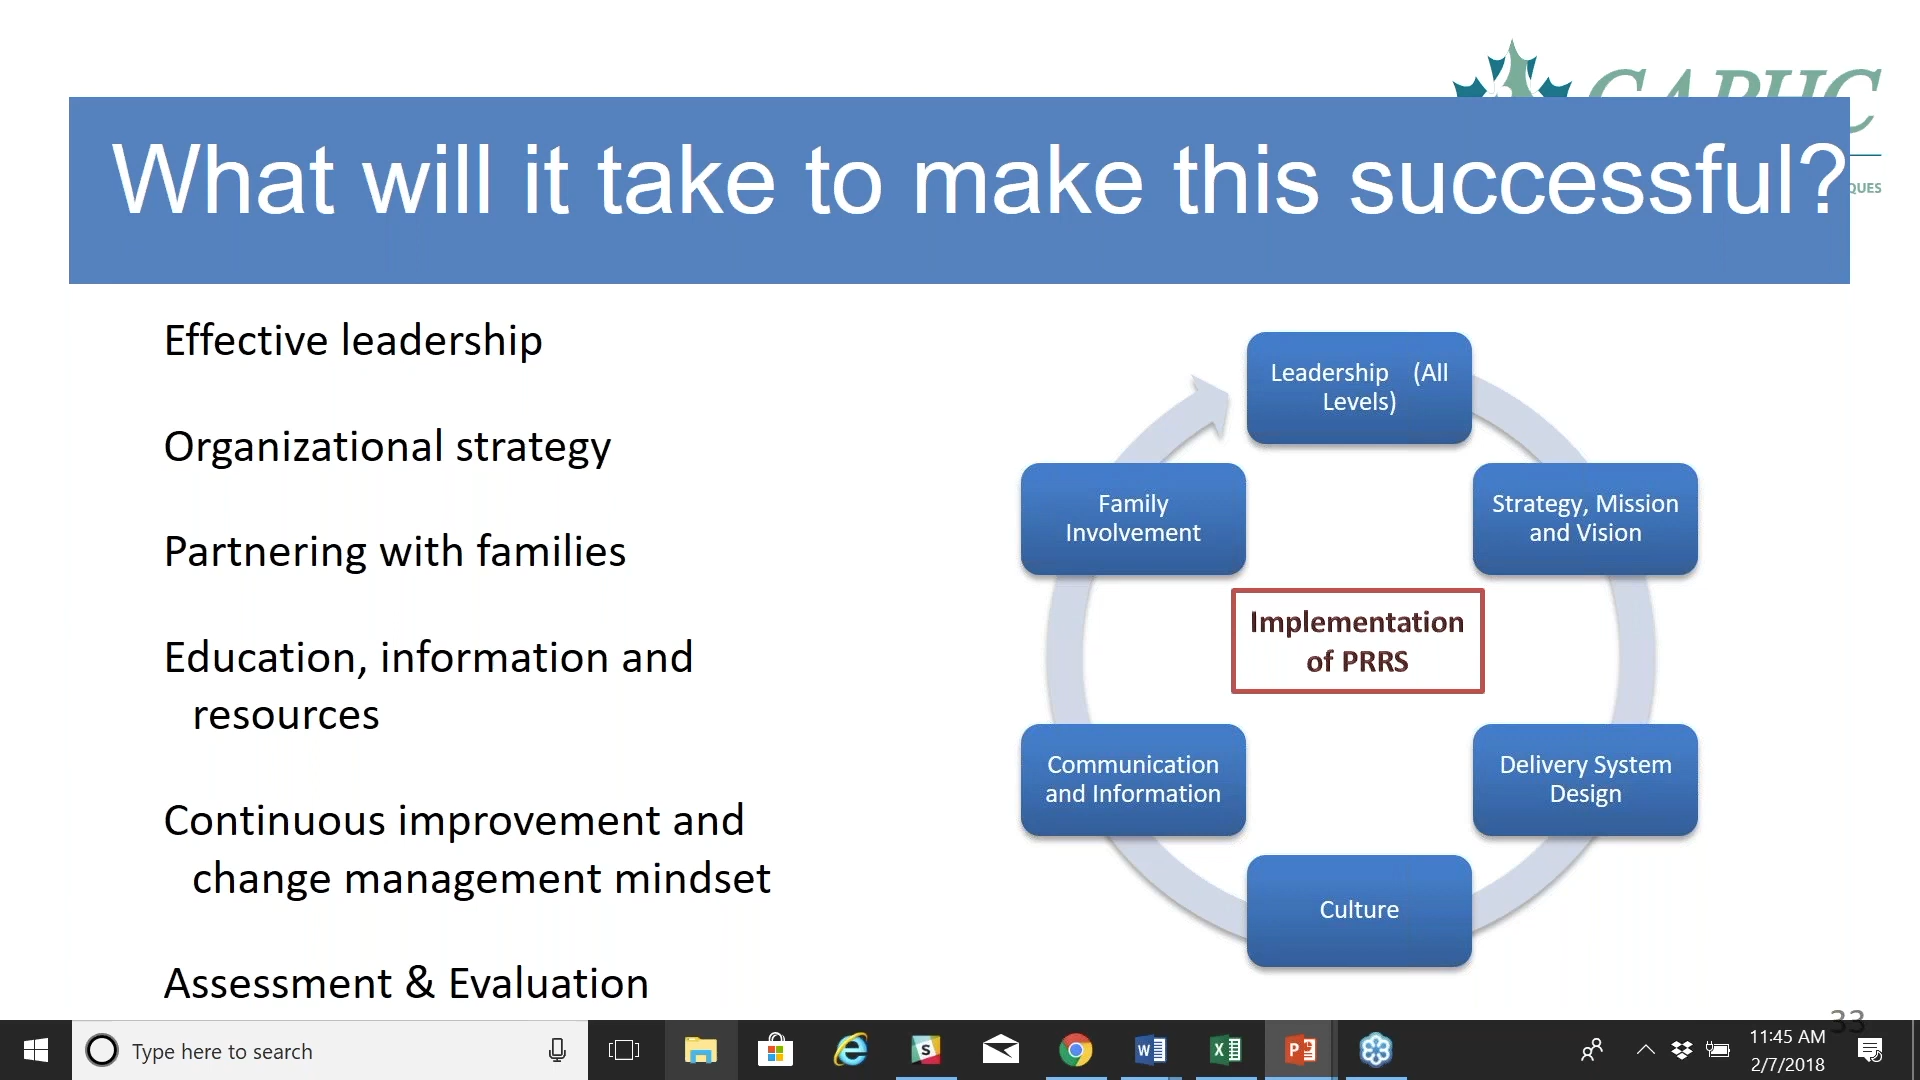 CAPHC
What will it take to make this successful?
QUES
Effective leadership
Organizational strategy
Partnering with families
Education, information and
resources
Continuous improvement and
change management mindset
Assessment & Evaluation
Leadership (All
Levels)
Strategy, Mission
and Vision
Delivery System
Design
Culture
Communication
and Information
Family
Involvement
Implementation
of PRRS
33
Type here to search
11:45 AM
2/7/2018